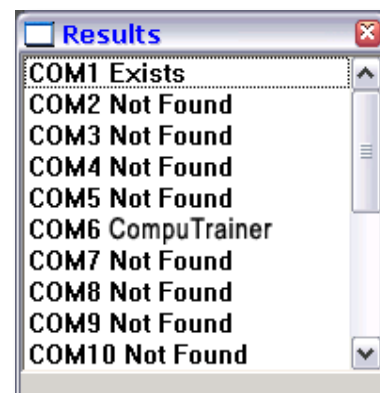 Results
COM1 Exists
COM2 Not Found
COM3 Not Found
COM4 Not Found
COM5 Not Found
COM6 CompuTrainer
COM7 Not Found
COM8 Not Found
COM9 Not Found
COM10 Not Found